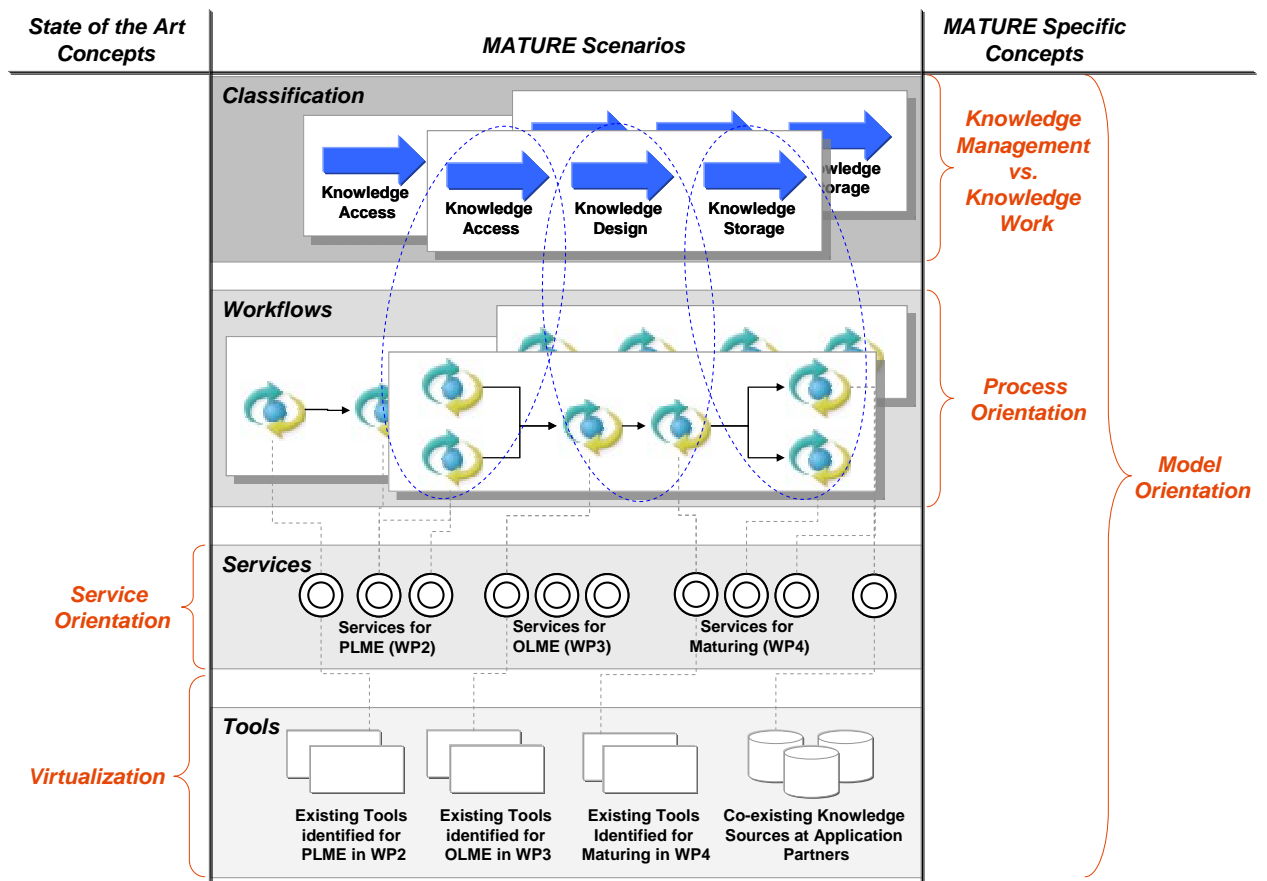 State of the Art
Concepts
MATURE Scenarios
MATURE Specific
Concepts
Classification
Knowledge
Access
Knowledge
Access
Knowledge
Design
Knowledge
Storage
Knowledge
Management
vs.
Knowledge
Work
Workflows
Process
Orientation
Model
Orientation
Services
Service
Orientation
Services for
PLME (WP2)
Services for
OLME (WP3)
Services for
Maturing (WP4)
Tools
Virtualization
Existing Tools
identified for
PLME in WP2
Existing Tools
identified for
OLME in WP3
Existing Tools
Identified for
Maturing in WP4
Co-existing Knowledge
Sources at Application
Partners